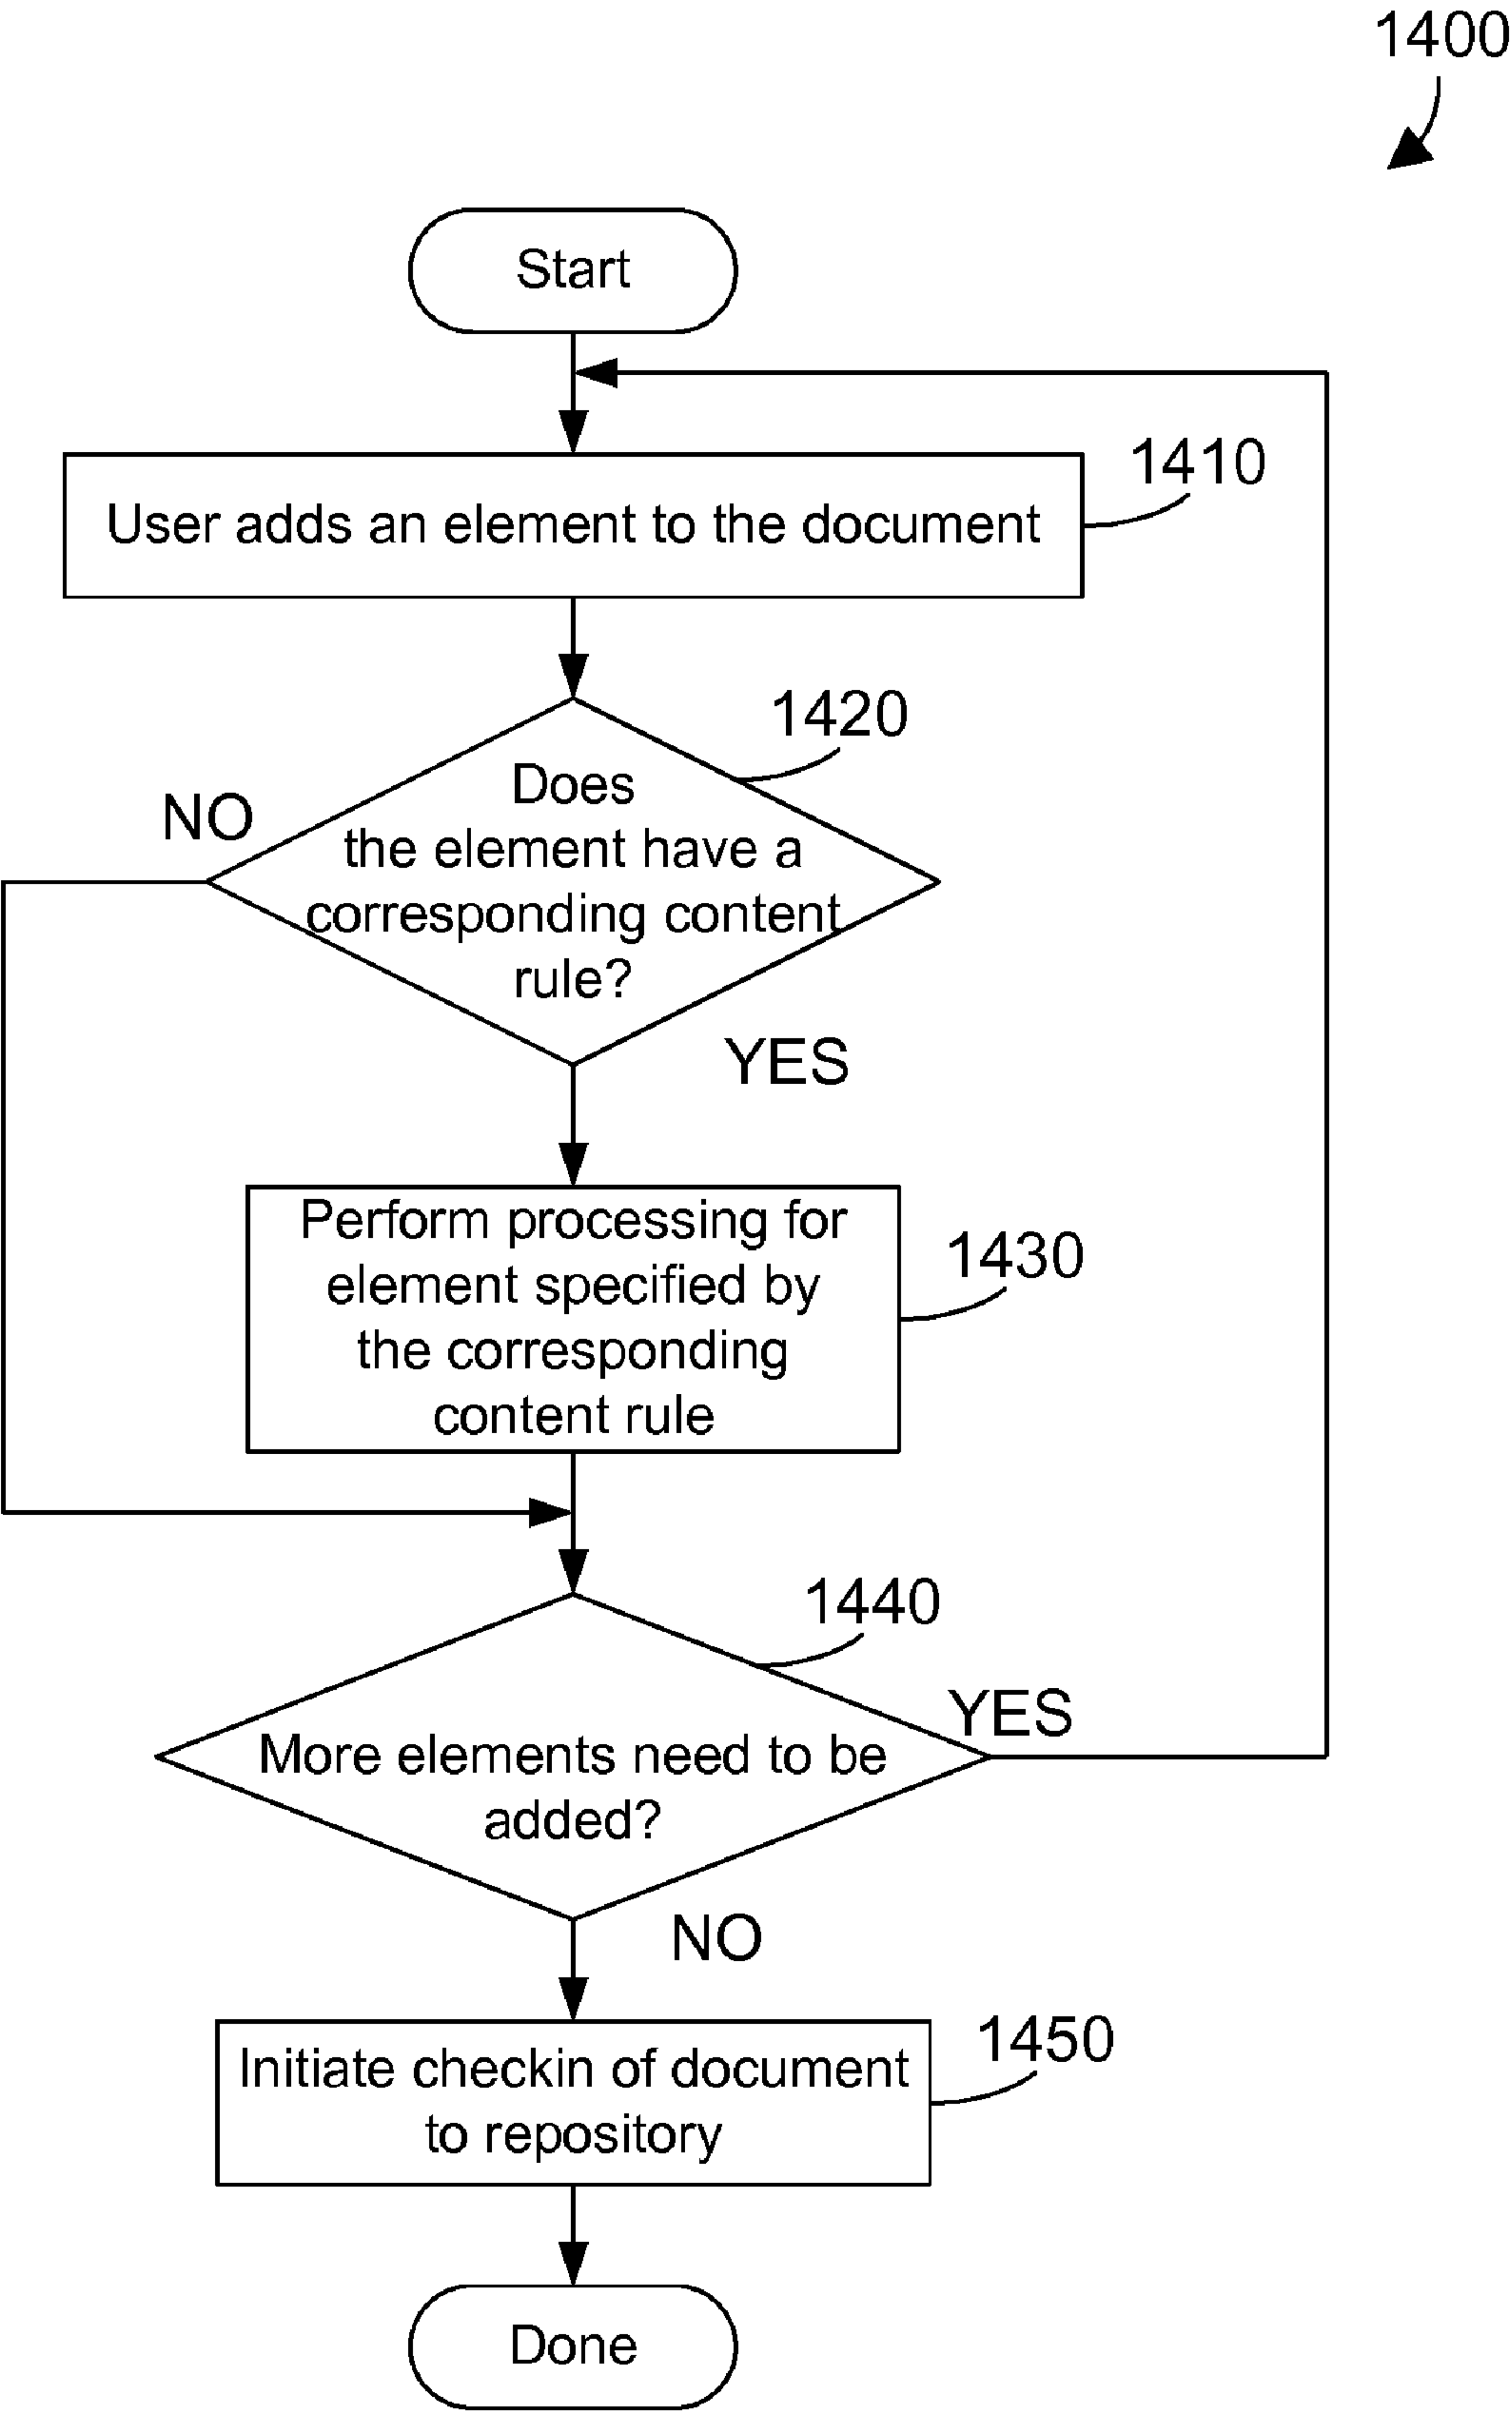 1400
Start
1410
User adds an element to the document
1420
NO
Does
the element have a
corresponding content
rule?
YES
Perform processing for
element specified by
the corresponding
content rule
1430
1440
YES
More elements need to be
added?
NO
1450
Initiate checkin of document
to repository
Done